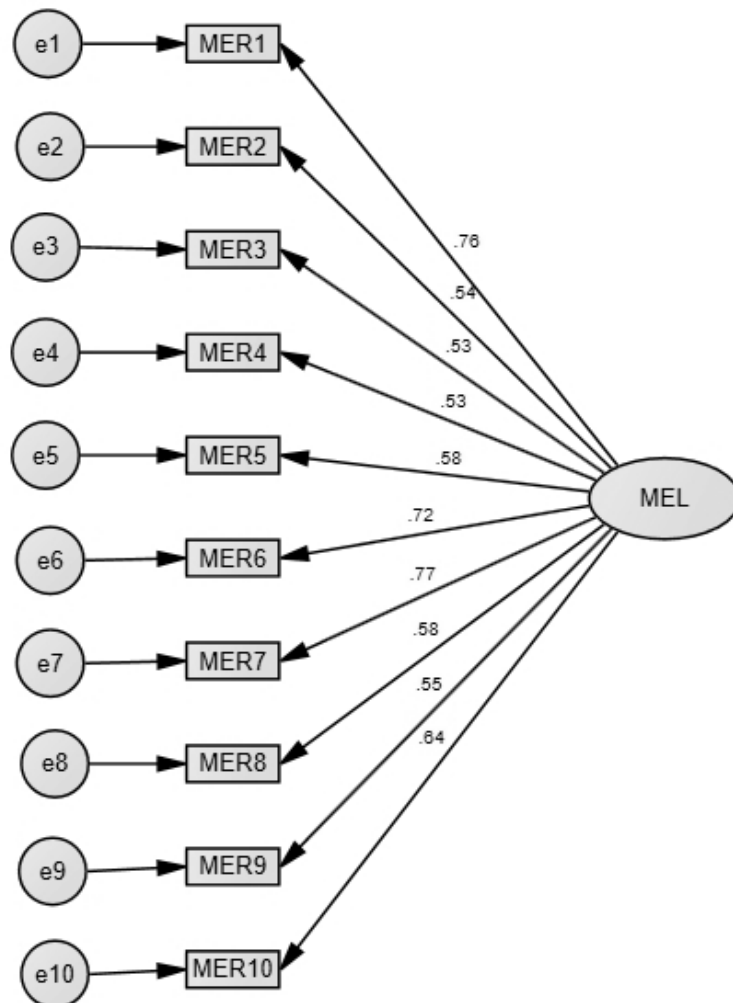 e1 MER1
e2 MER2
.76
e3 MER3
.54
.53
e4 MER4
.53
e5 MER5
.58
MEL
.72
e6 MER6
.77
e7 MER7
.58
.55
e8 MER8
.64
e9 MER9
e10 MER10